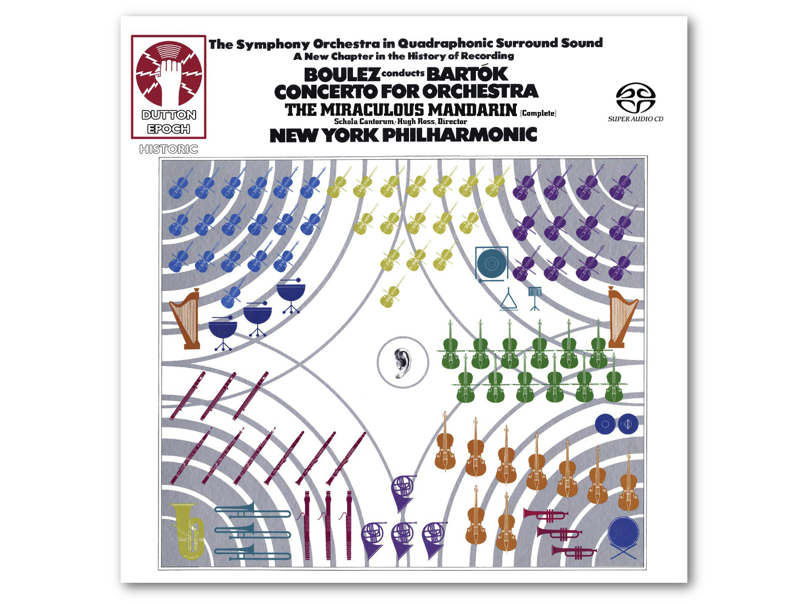 The Symphony Orchestra in Quadraphonic Surround Sound
A New Chapter in the History of Recording
BOULEZ conducts BARTÓK
CONCERTO FOR ORCHESTRA
THE MIRACULOUS MANDARIN (Complete)
Schola Cantorum; Hugh Ross, Director
NEW YORK PHILHARMONIC
DUTTON
EPOCH
HISTORIC
SUPER AUDIO CD